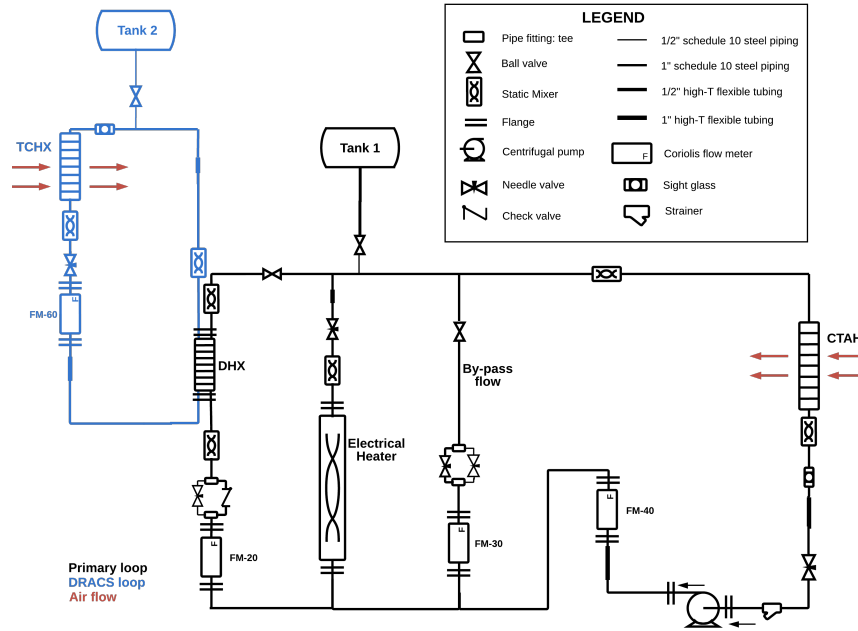 Tank 2
TCHX
FM-60
Tank 1
LEGEND
Pipe fitting: tee
Ball valve
Static Mixer
Flange
Centrifugal pump
Needle valve
Check valve
1/2" schedule 10 steel piping
1" schedule 10 steel piping
1/2" high-T flexible tubing
1" high-T flexible tubing
F
Coriolis flow meter
Sight glass
Strainer
F
DHX
By-pass
flow
CTAH
Electrical
Heater
F
FM-20
F
FM-30
F
FM-40
Primary loop
DRACS loop
Air flow